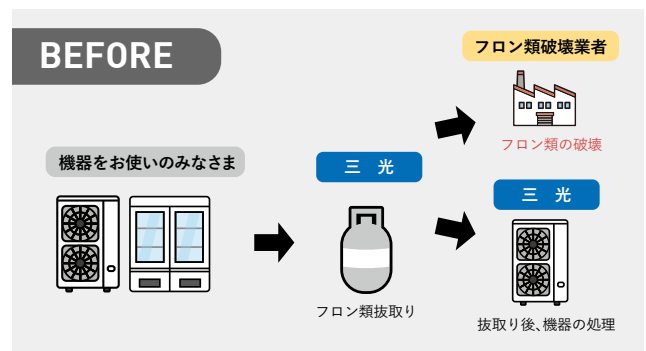 BEFORE
機器をお使いのみなさま
三 光
フロン類抜取り
フロン類破壊業者
フロン類の破壊
三 光
抜取り後、機器の処理